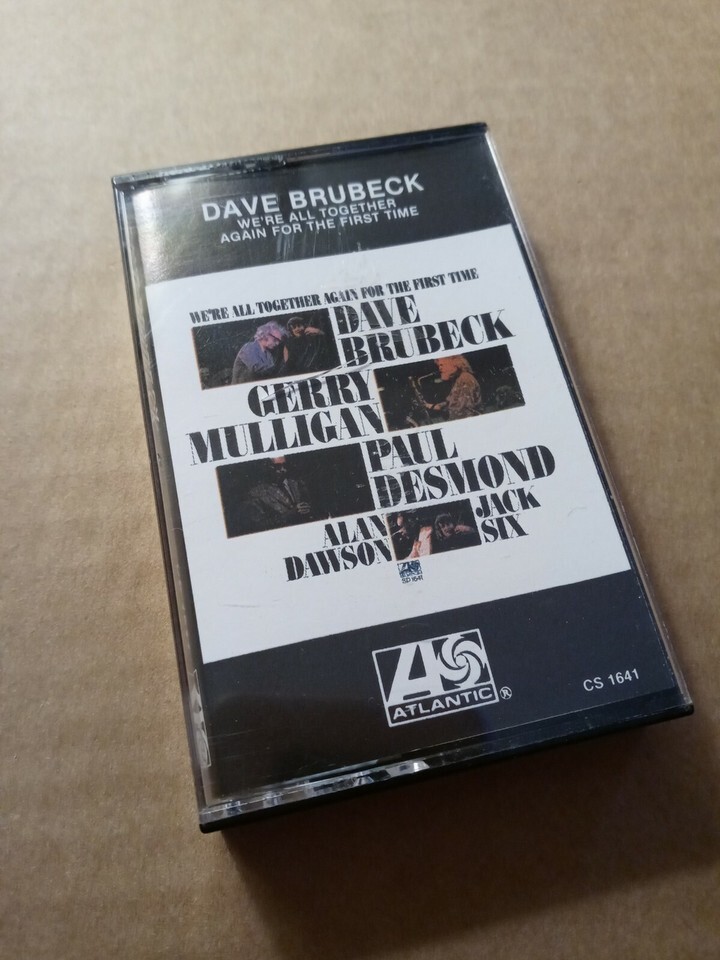 DAVE BRUBECK
WE'RE ALL TOGETHER
AGAIN FOR THE FIRST TIME
WE'RE ALL TOGETHER AGAIN FOR THE FIRST TIME
DAVE
BRUBECK
GERRY
MULLIGAN
PAUL
DESMOND
ALAN
DAWSON
JACK
SIX
SD 1641
ATLANTIC®
CS 1641